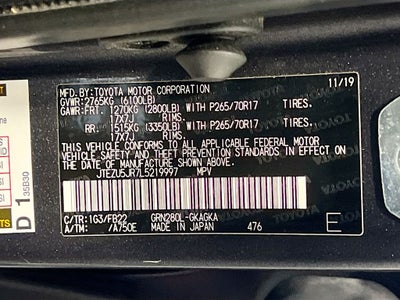 MFD.BY:TOYOTA MOTOR CORPORATION 11/19
GVWR:2765KG (6100LB)
GAWR:FRT. 1270KG (2800LB) WITH P265/70R17 TIRES.
17X7J RIMS.
RR. 1515KG (3350LB) WITH P265/70R17 TIRES.
17X7J RIMS.
THIS VEHICLE CONFORMS TO ALL APPLICABLE
FEDERAL MOTOR VEHICLE SAFETY STANDARDS IN
EFFECT ON THE DATE OF MANUFACTURE SHOWN ABOVE.
JTEZU5JR7L5219997 MPV
C/TR:1G3/FB22 GRN280L-GKAGKA
A/TM: /A750E MADE IN JAPAN 476 E
TOYOTA
D 1 35B30